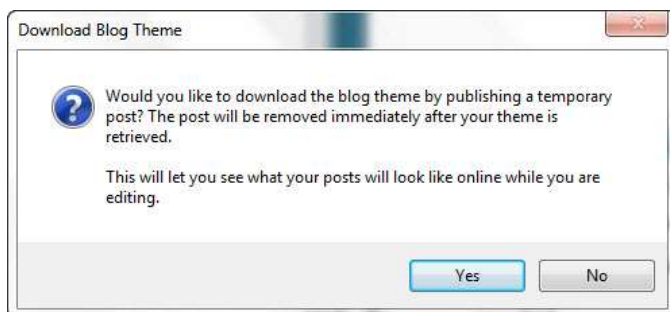 Download Blog Theme
Would you like to download the blog theme by publishing a temporary
post? The post will be removed immediately after your theme is
retrieved.
This will let you see what your posts will look like online while you are
editing.
Yes
No